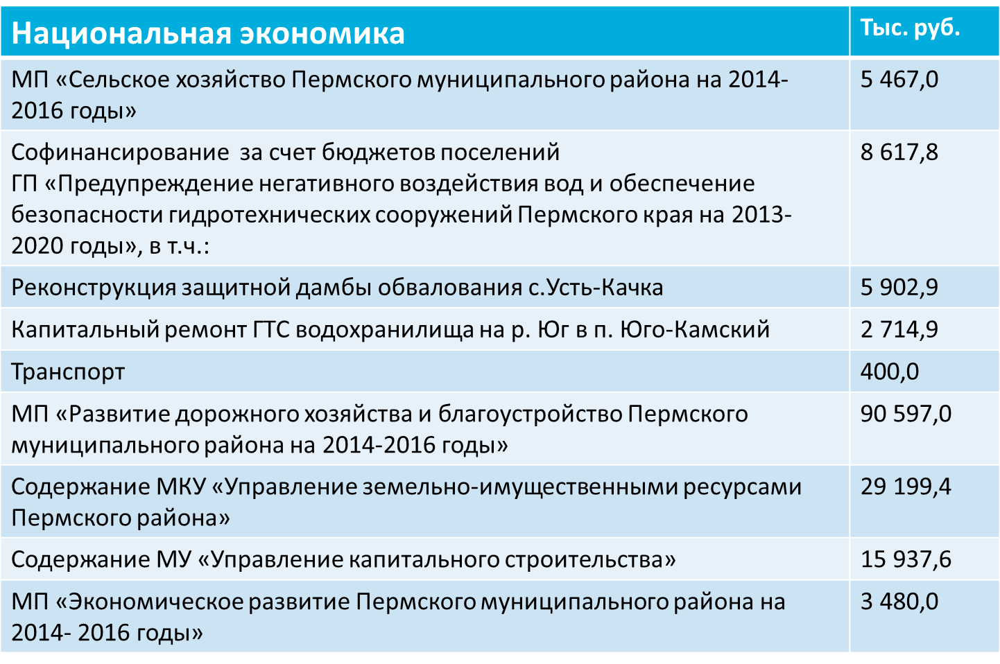 Национальная экономика
Тыс. руб.
МП «Сельское хозяйство Пермского муниципального района на 2014-
2016 годы»
5 467,0
Софинансирование за счет бюджетов поселений
ГП «Предупреждение негативного воздействия вод и обеспечение
безопасности гидротехнических сооружений Пермского края на 2013-
2020 годы», в т.ч.:
8 617,8
Реконструкция защитной дамбы обвалования с.Усть-Качка
5 902,9
Капитальный ремонт ГТС водохранилища на р. Юг в п. Юго-Камский
2 714,9
Транспорт
400,0
МП «Развитие дорожного хозяйства и благоустройство Пермского
муниципального района на 2014-2016 годы»
90 597,0
Содержание МКУ «Управление земельно-имущественными ресурсами
Пермского района»
29 199,4
Содержание МУ «Управление капитального строительства»
15 937,6
МП «Экономическое развитие Пермского муниципального района на
2014- 2016 годы»
3 480,0